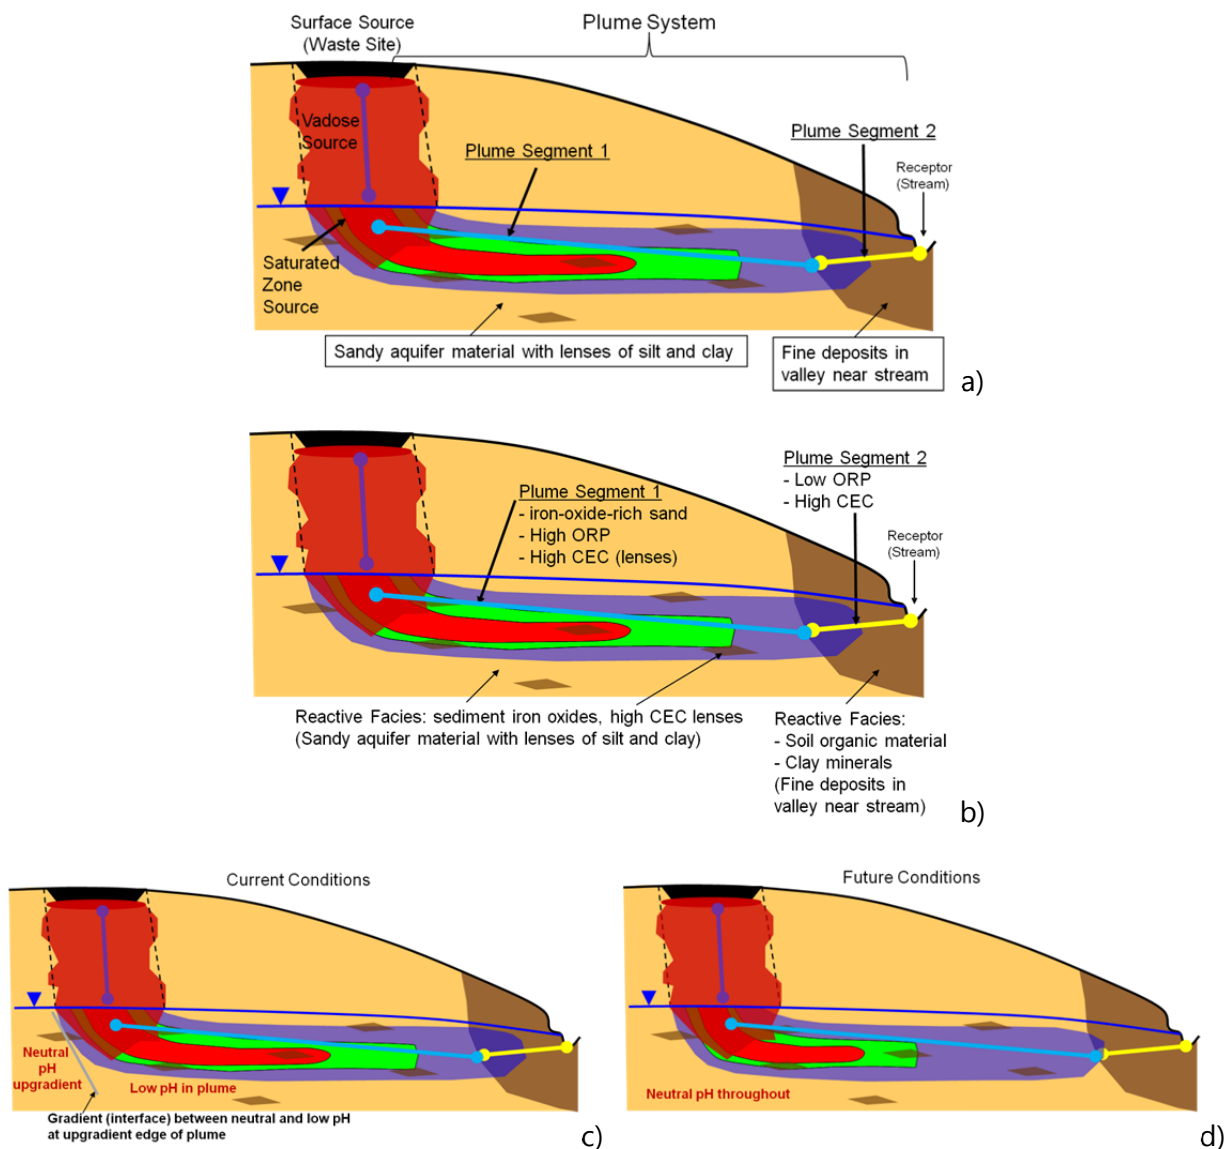 Surface Source
(Waste Site)
Plume System
Vadose
Source
Plume Segment 1
Plume Segment 2
Receptor
(Stream)
Saturated
Zone
Source
Sandy aquifer material with lenses of silt and clay
Fine deposits in
valley near stream
a)
Plume Segment 1
- iron-oxide-rich sand
- High ORP
- High CEC (lenses)
Plume Segment 2
- Low ORP
- High CEC
Receptor
(Stream)
Reactive Facies: sediment iron oxides, high CEC lenses
(Sandy aquifer material with lenses of silt and clay)
Reactive Facies:
- Soil organic material
- Clay minerals
(Fine deposits in
valley near stream)
b)
Current Conditions
Neutral
pH
upgradient
Low pH in plume
Gradient (interface) between neutral and low pH
at upgradient edge of plume
c)
Future Conditions
Neutral pH throughout
d)